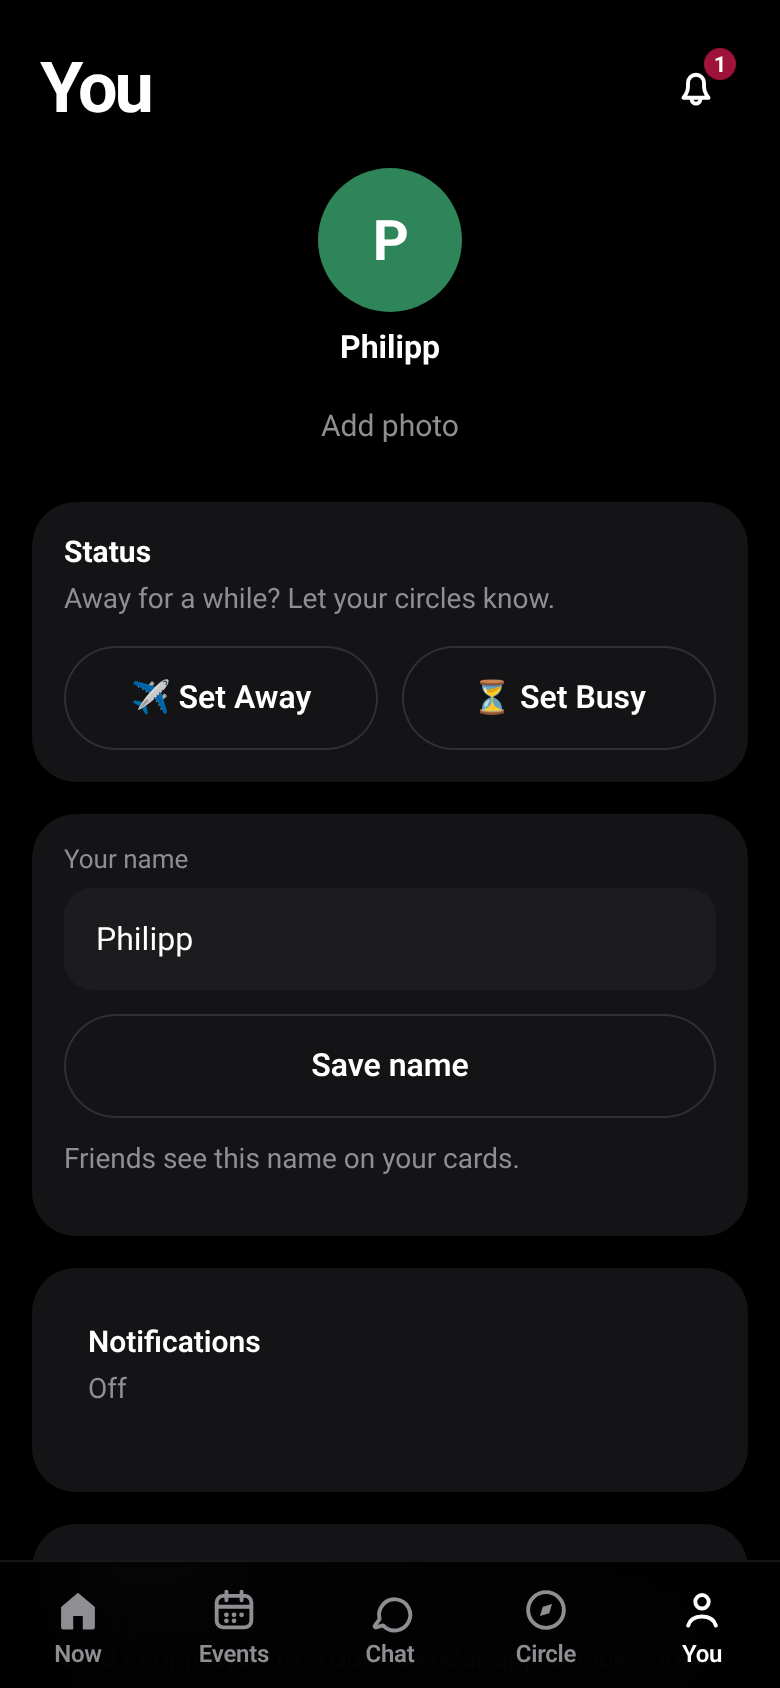 You
1
P
Philipp
Add photo
Status
Away for a while? Let your circles know.
✈️ Set Away
⏳ Set Busy
Your name
Philipp
Save name
Friends see this name on your cards.
Notifications
Off
Now
Events
Chat
Circle
You